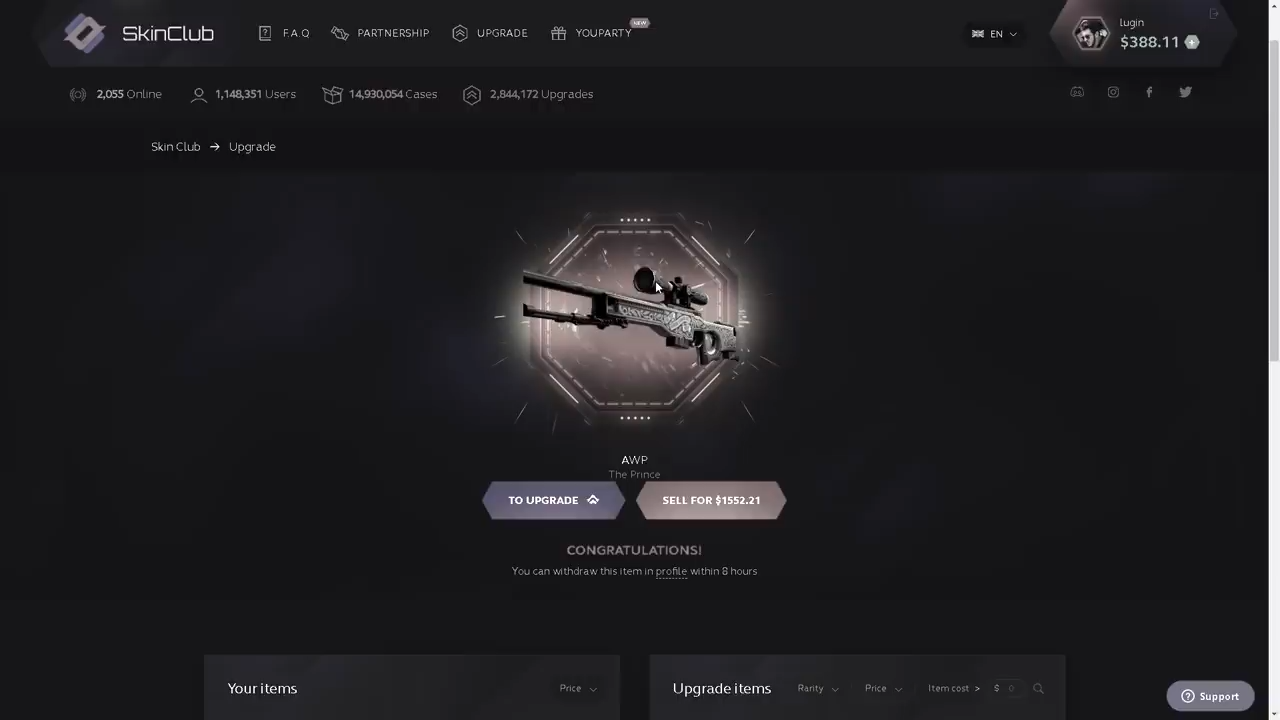 SkinClub
F A Q
PARTNERSHIP
UPGRADE
YOUPARTY
NEW
EN
lugin
$388.11
2,055 Online
1,148,351 Users
14,930,054 Cases
2,844,172 Upgrades
Skin Club → Upgrade
AWP
The Prince
TO UPGRADE
SELL FOR $1552.21
CONGRATULATIONS!
You can withdraw this item in profile within 8 hours
Your items
Price
Upgrade items
Rarity
Price
Item cost >
$ 0
Support